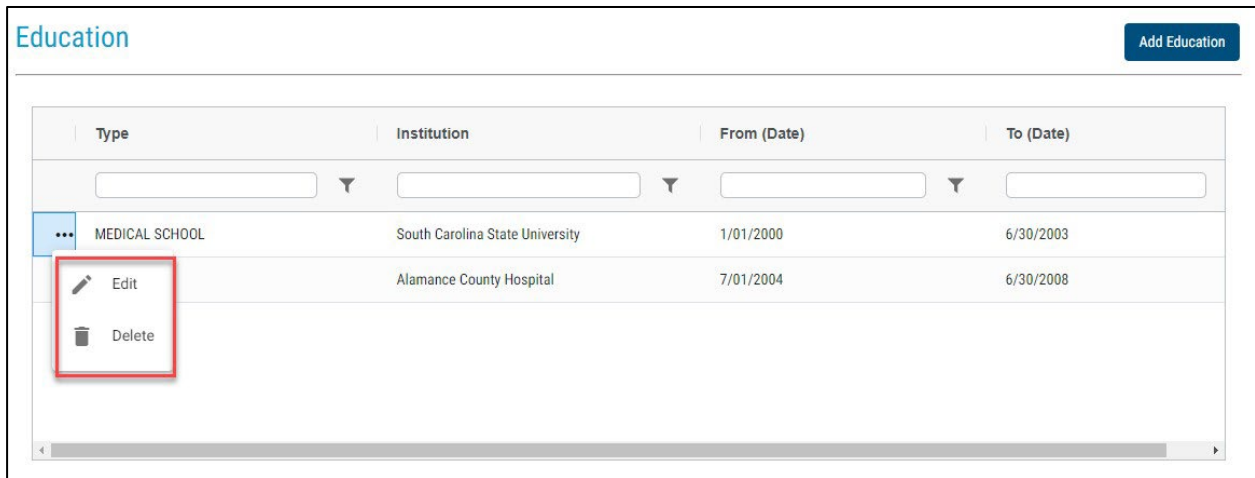 Education
Add Education
Type Institution From (Date) To (Date)
••• MEDICAL SCHOOL South Carolina State University 1/01/2000 6/30/2003
Edit
Alamance County Hospital 7/01/2004 6/30/2008
Delete